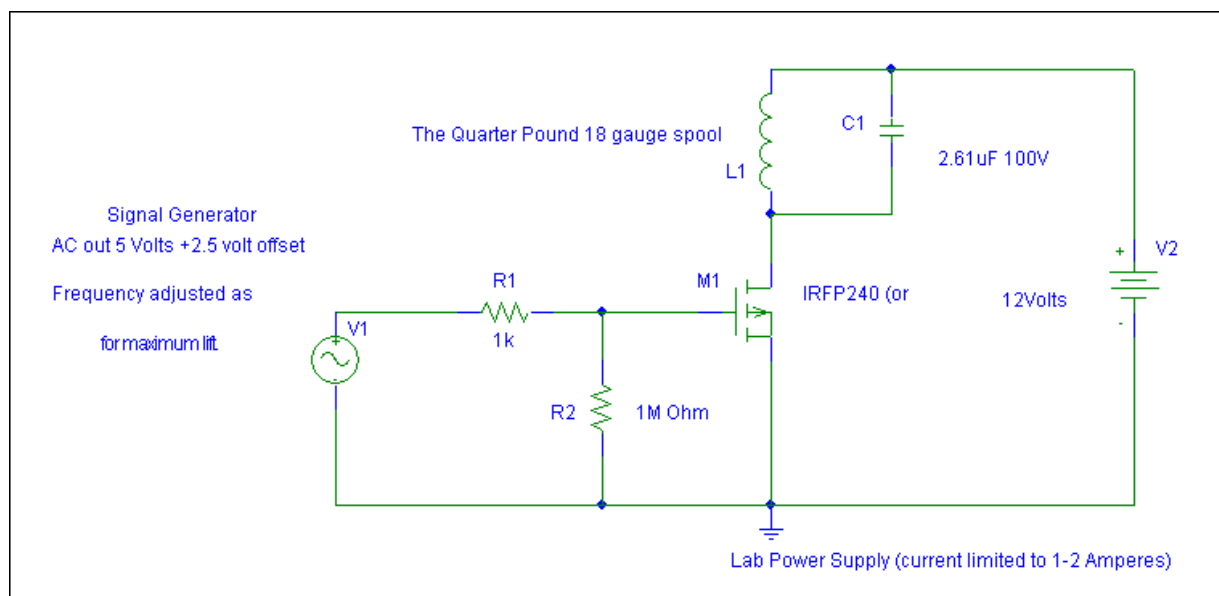 The Quarter Pound 18 gauge spool
C1
2.61uF 100V
L1
Signal Generator
AC out 5 Volts +2.5 volt offset
Frequency adjusted as
for maximum lift.
V1
R1
1k
R2
1M Ohm
M1
IRFP240 (or
12Volts
+
V2
-
Lab Power Supply (current limited to 1-2 Amperes)